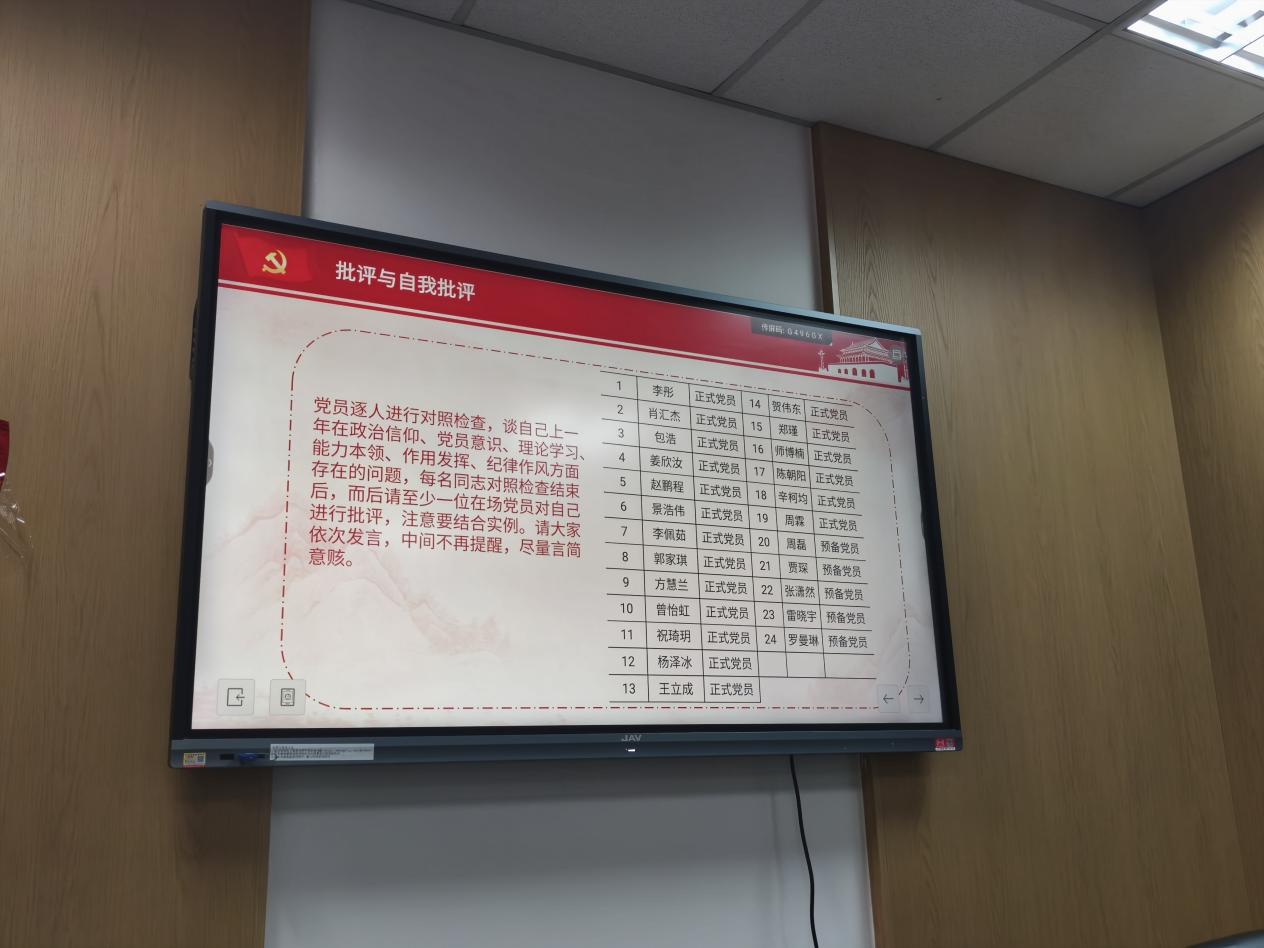 批评与自我批评
传屏码: G496GX
党员逐人进行对照检查，谈自己上一
年在政治信仰、党员意识、理论学习、
能力本领、作用发挥、纪律作风方面
存在的问题，每名同志对照检查结束
后，而后请至少一位在场党员对自己
进行批评，注意要结合实例。请大家
依次发言，中间不再提醒，尽量言简
意赅。
1 李彤 正式党员 14 贺伟东 正式党员
2 肖汇杰 正式党员 15 郑瑾 正式党员
3 包浩 正式党员 16 师博楠 正式党员
4 姜欣汝 正式党员 17 陈朝阳 正式党员
5 赵鹏程 正式党员 18 辛柯均 正式党员
6 景浩伟 正式党员 19 周霖 正式党员
7 李佩茹 正式党员 20 周磊 预备党员
8 郭家琪 正式党员 21 贾琛 预备党员
9 方慧兰 正式党员 22 张潇然 预备党员
10 曾怡虹 正式党员 23 雷晓宇 预备党员
11 祝琦玥 正式党员 24 罗曼琳 预备党员
12 杨泽冰 正式党员
13 王立成 正式党员
JAV